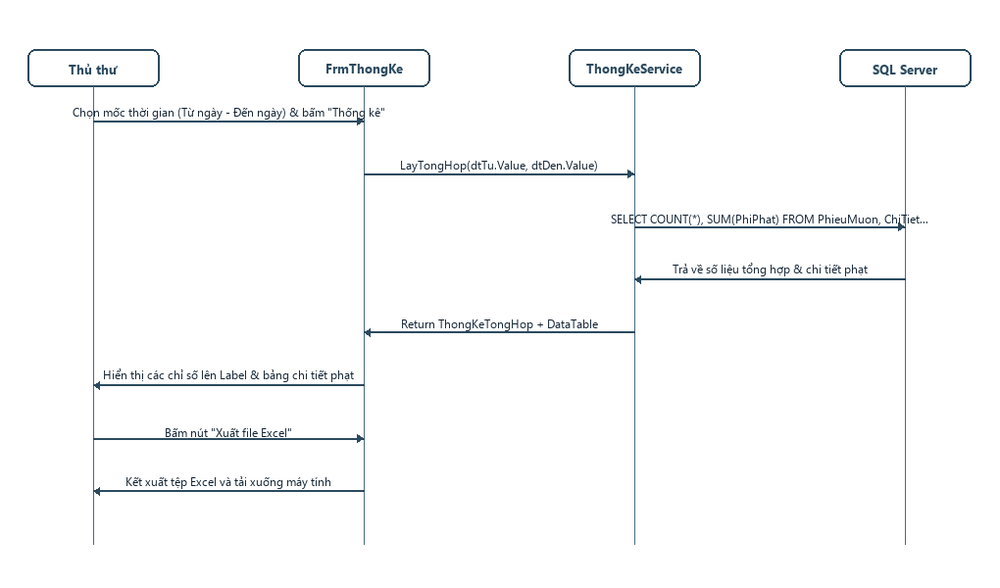 Thủ thư
FrmThongKe
ThongKeService
SQL Server
Chọn mốc thời gian (Từ ngày - Đến ngày) & bấm "Thống kê"
LayTongHop(dtTu.Value, dtDen.Value)
SELECT COUNT(*), SUM(PhiPhat) FROM PhieuMuon, ChiTiet...
Trả về số liệu tổng hợp & chi tiết phạt
Return ThongKeTongHop + DataTable
Hiển thị các chỉ số lên Label & bảng chi tiết phạt
Bấm nút "Xuất file Excel"
Kết xuất tệp Excel và tải xuống máy tính